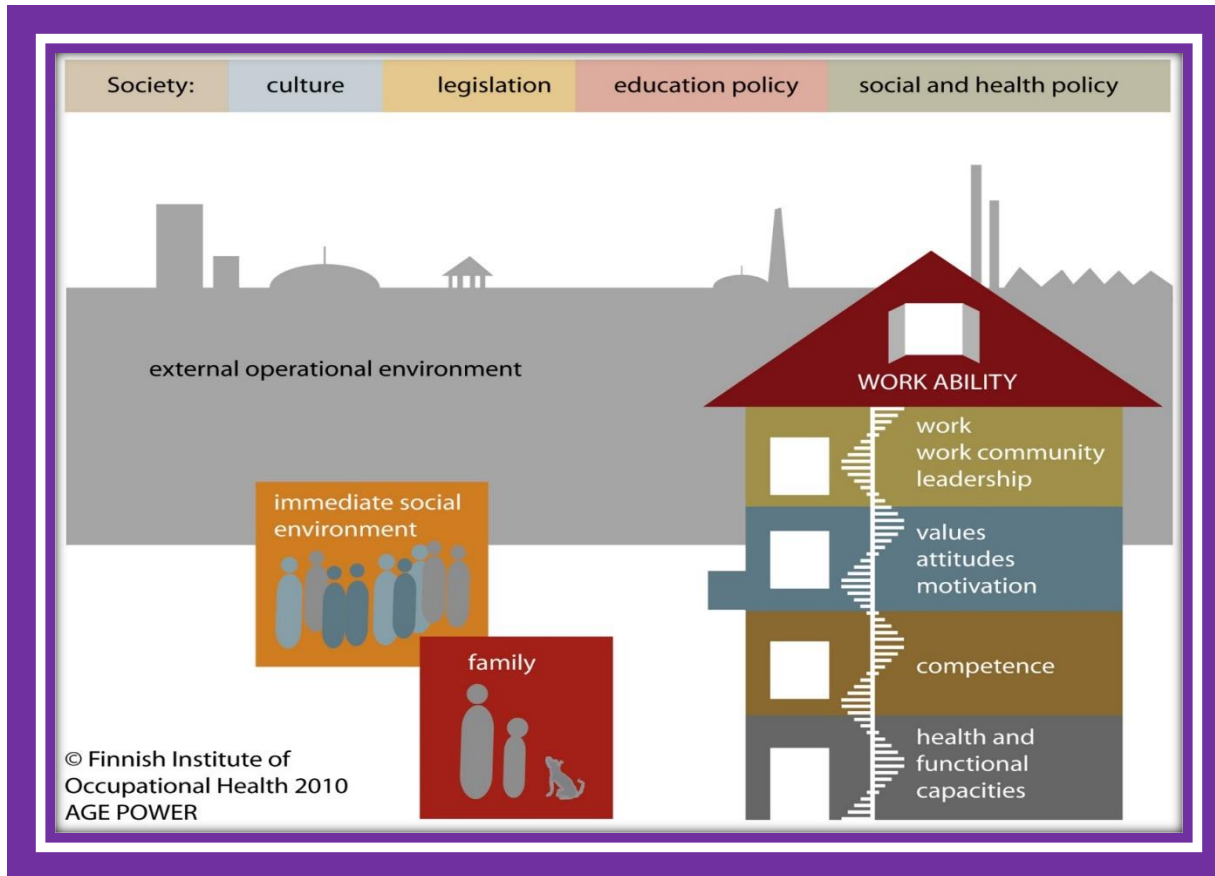 Society: culture legislation education policy social and health policy
external operational environment
WORK ABILITY
work
work community
leadership
values
attitudes
motivation
competence
health and
functional
capacities
immediate social
environment
family
© Finnish Institute of
Occupational Health 2010
AGE POWER